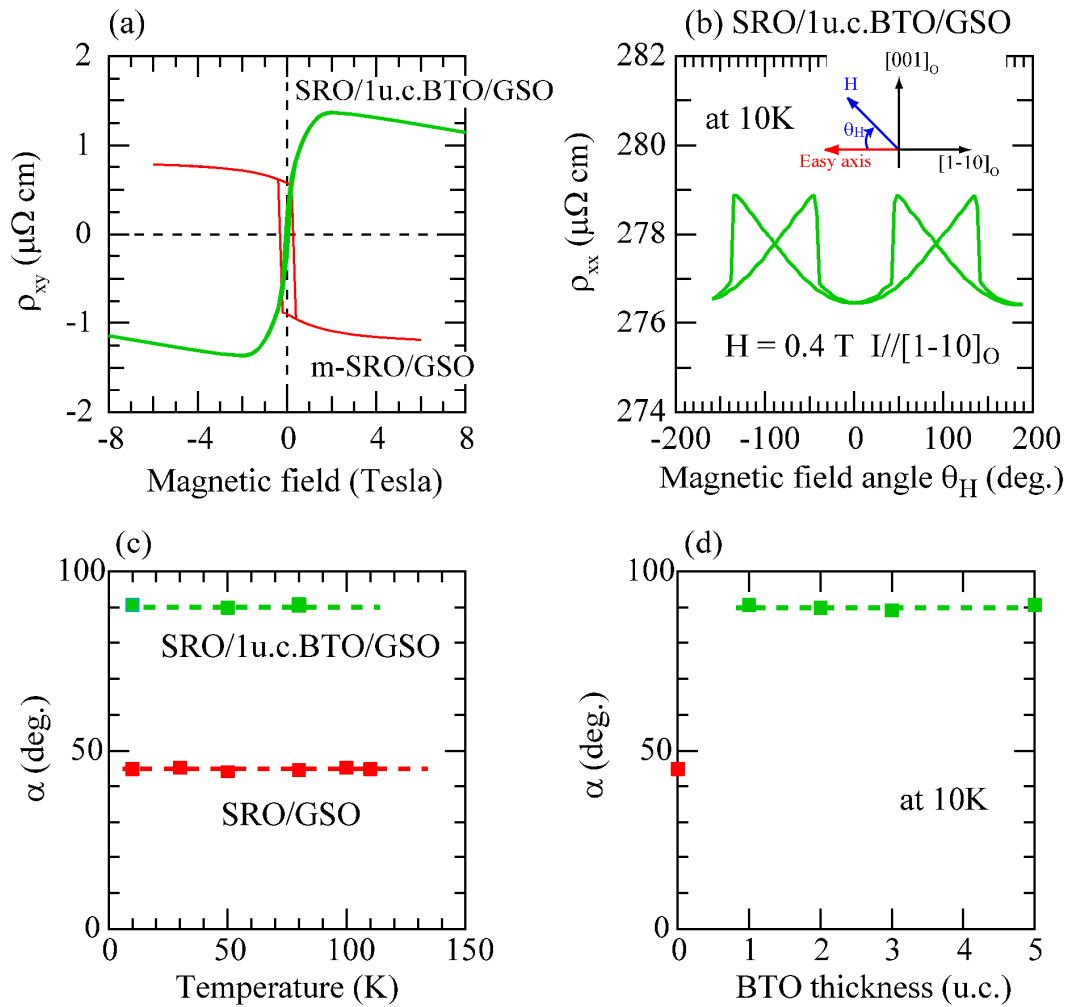 (a)
(b) SRO/1u.c.BTO/GSO
2
1
0
-1
-2
ρxy (μΩ cm)
SRO/1u.c.BTO/GSO
m-SRO/GSO
-8
-4
0
4
8
Magnetic field (Tesla)
282
280
278
276
274
ρxx (μΩ cm)
at 10K
[001]O
H
θH
Easy axis
[1-10]O
H = 0.4 T I//[1-10]O
-200
-100
0
100
200
Magnetic field angle θH (deg.)
(c)
100
50
0
α (deg.)
SRO/1u.c.BTO/GSO
SRO/GSO
0
50
100
150
Temperature (K)
(d)
100
50
0
α (deg.)
at 10K
0
1
2
3
4
5
BTO thickness (u.c.)